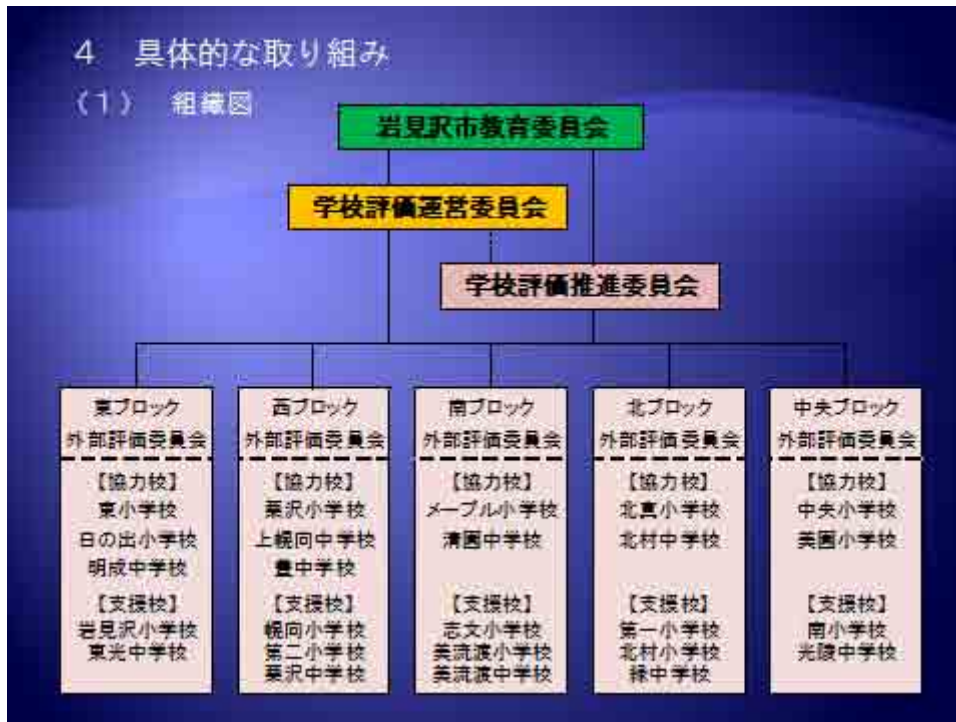 4 具体的な取り組み
(1) 組織図
岩見沢市教育委員会
学校評価運営委員会
学校評価推進委員会
東ブロック
外部評価委員会
【協力校】
東小学校
日の出小学校
明成中学校
【支援校】
岩見沢小学校
東光中学校
西ブロック
外部評価委員会
【協力校】
栗沢小学校
上幌向中学校
豊中学校
【支援校】
幌向小学校
第二小学校
栗沢中学校
南ブロック
外部評価委員会
【協力校】
メープル小学校
清園中学校
【支援校】
志文小学校
美流渡小学校
美流渡中学校
北ブロック
外部評価委員会
【協力校】
北真小学校
北村中学校
【支援校】
第一小学校
北村小学校
緑中学校
中央ブロック
外部評価委員会
【協力校】
中央小学校
美園小学校
【支援校】
南小学校
光陵中学校